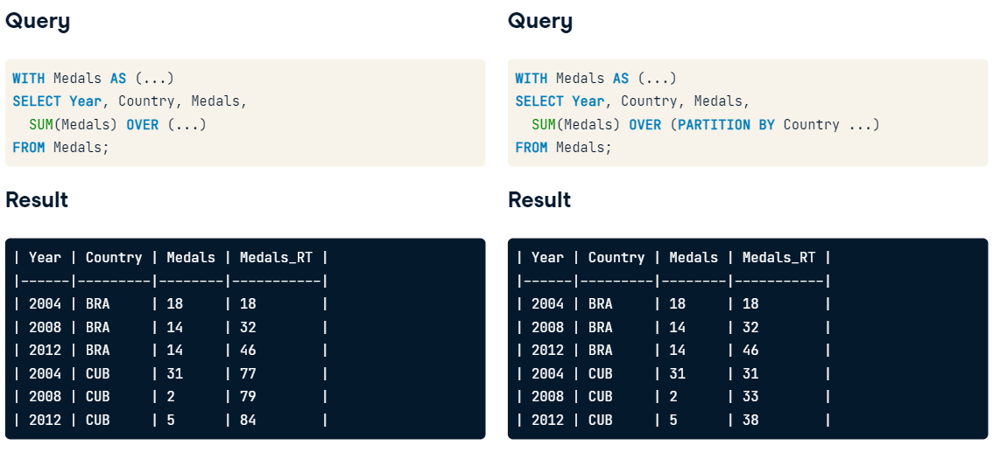 Query
WITH Medals AS (...)
SELECT Year, Country, Medals,
  SUM(Medals) OVER (...)
FROM Medals;
Result
| Year | Country | Medals | Medals_RT |
|------|---------|--------|-----------|
| 2004 | BRA     | 18     | 18        |
| 2008 | BRA     | 14     | 32        |
| 2012 | BRA     | 14     | 46        |
| 2004 | CUB     | 31     | 77        |
| 2008 | CUB     | 2      | 79        |
| 2012 | CUB     | 5      | 84        |
Query
WITH Medals AS (...)
SELECT Year, Country, Medals,
  SUM(Medals) OVER (PARTITION BY Country ...)
FROM Medals;
Result
| Year | Country | Medals | Medals_RT |
|------|---------|--------|-----------|
| 2004 | BRA     | 18     | 18        |
| 2008 | BRA     | 14     | 32        |
| 2012 | BRA     | 14     | 46        |
| 2004 | CUB     | 31     | 31        |
| 2008 | CUB     | 2      | 33        |
| 2012 | CUB     | 5      | 38        |